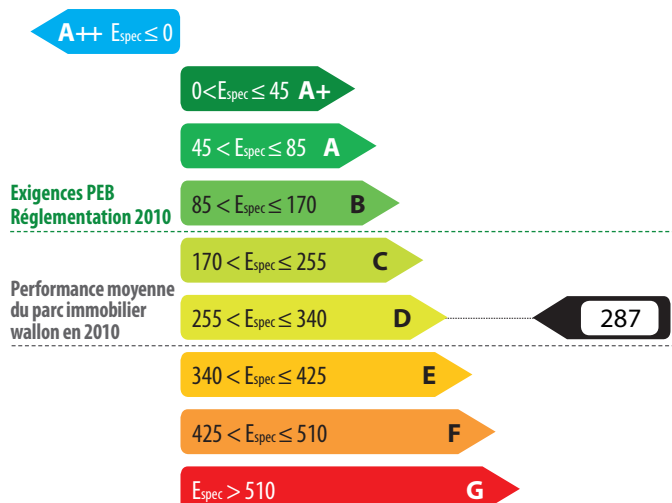 A++ Espec ≤ 0
0<Espec ≤ 45 A+
45 < Espec ≤ 85 A
Exigences PEB
Réglementation 2010
85 < Espec ≤ 170 B
170 < Espec ≤ 255 C
Performance moyenne
du parc immobilier
wallon en 2010
255 < Espec ≤ 340 D
287
340 < Espec ≤ 425 E
425 < Espec ≤ 510 F
Espec > 510 G